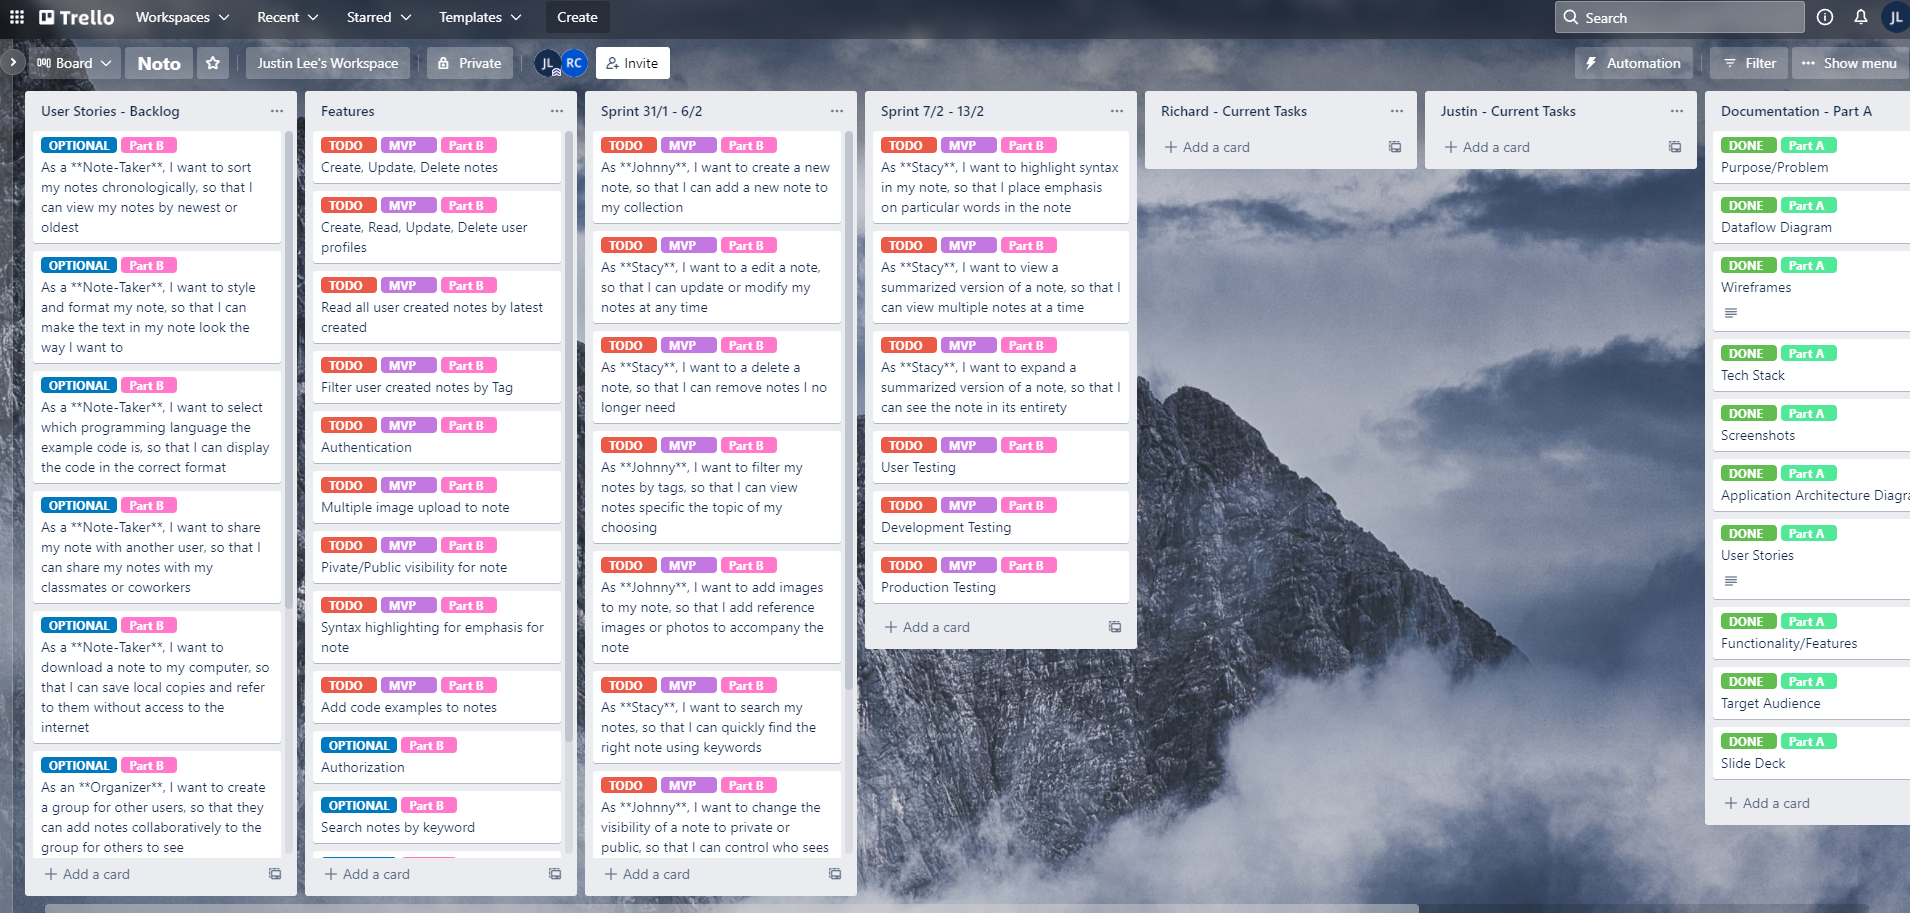 Trello
Workspaces
Recent
Starred
Templates
Create
Search
JL
Board
Noto
Justin Lee's Workspace
Private
JL
RC
Invite
Automation
Filter
Show menu
User Stories - Backlog
OPTIONAL Part B
As a **Note-Taker**, I want to sort
my notes chronologically, so that I
can view my notes by newest or
oldest
OPTIONAL Part B
As a **Note-Taker**, I want to style
and format my note, so that I can
make the text in my note look the
way I want to
OPTIONAL Part B
As a **Note-Taker**, I want to select
which programming language the
example code is, so that I can display
the code in the correct format
OPTIONAL Part B
As a **Note-Taker**, I want to share
my note with another user, so that I
can share my notes with my
classmates or coworkers
OPTIONAL Part B
As a **Note-Taker**, I want to
download a note to my computer, so
that I can save local copies and refer
to them without access to the
internet
OPTIONAL Part B
As an **Organizer**, I want to create
a group for other users, so that they
can add notes collaboratively to the
group for others to see
Add a card
Features
TODO MVP Part B
Create, Update, Delete notes
TODO MVP Part B
Create, Read, Update, Delete user
profiles
TODO MVP Part B
Read all user created notes by latest
created
TODO MVP Part B
Filter user created notes by Tag
TODO MVP Part B
Authentication
TODO MVP Part B
Multiple image upload to note
TODO MVP Part B
Pivate/Public visibility for note
TODO MVP Part B
Syntax highlighting for emphasis for
note
TODO MVP Part B
Add code examples to notes
OPTIONAL Part B
Authorization
OPTIONAL Part B
Search notes by keyword
Add a card
Sprint 31/1 - 6/2
TODO MVP Part B
As **Johnny**, I want to create a new
note, so that I can add a new note to
my collection
TODO MVP Part B
As **Stacy**, I want to a edit a note,
so that I can update or modify my
notes at any time
TODO MVP Part B
As **Stacy**, I want to a delete a
note, so that I can remove notes I no
longer need
TODO MVP Part B
As **Johnny**, I want to filter my
notes by tags, so that I can view
notes specific the topic of my
choosing
TODO MVP Part B
As **Johnny**, I want to add images
to my note, so that I add reference
images or photos to accompany the
note
TODO MVP Part B
As **Stacy**, I want to search my
notes, so that I can quickly find the
right note using keywords
TODO MVP Part B
As **Johnny**, I want to change the
visibility of a note to private or
public, so that I can control who sees
Add a card
Sprint 7/2 - 13/2
TODO MVP Part B
As **Stacy**, I want to highlight syntax
in my note, so that I place emphasis
on particular words in the note
TODO MVP Part B
As **Stacy**, I want to view a
summarized version of a note, so that I
can view multiple notes at a time
TODO MVP Part B
As **Stacy**, I want to expand a
summarized version of a note, so that I
can see the note in its entirety
TODO MVP Part B
User Testing
TODO MVP Part B
Development Testing
TODO MVP Part B
Production Testing
Add a card
Richard - Current Tasks
Add a card
Justin - Current Tasks
Add a card
Documentation - Part A
DONE Part A
Purpose/Problem
DONE Part A
Dataflow Diagram
DONE Part A
Wireframes
DONE Part A
Tech Stack
DONE Part A
Screenshots
DONE Part A
Application Architecture Diagra
DONE Part A
User Stories
DONE Part A
Functionality/Features
DONE Part A
Target Audience
DONE Part A
Slide Deck
Add a card